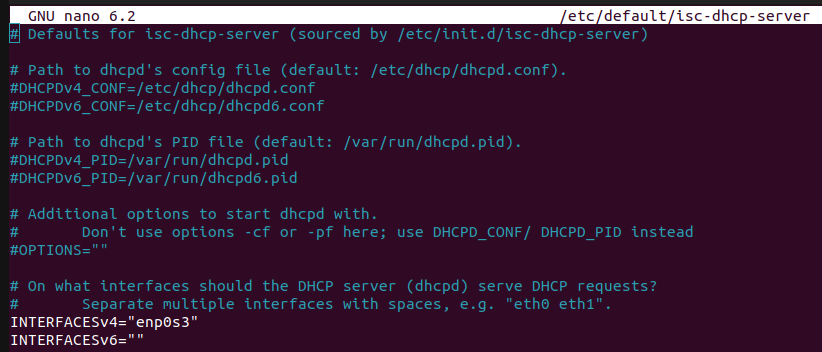 GNU nano 6.2 /etc/default/isc-dhcp-server
# Defaults for isc-dhcp-server (sourced by /etc/init.d/isc-dhcp-server)
# Path to dhcpd's config file (default: /etc/dhcp/dhcpd.conf).
#DHCPDv4_CONF=/etc/dhcp/dhcpd.conf
#DHCPDv6_CONF=/etc/dhcp/dhcpd6.conf
# Path to dhcpd's PID file (default: /var/run/dhcpd.pid).
#DHCPDv4_PID=/var/run/dhcpd.pid
#DHCPDv6_PID=/var/run/dhcpd6.pid
# Additional options to start dhcpd with.
#       Don't use options -cf or -pf here; use DHCPD_CONF/ DHCPD_PID instead
#OPTIONS=""
# On what interfaces should the DHCP server (dhcpd) serve DHCP requests?
#       Separate multiple interfaces with spaces, e.g. "eth0 eth1".
INTERFACESv4="enp0s3"
INTERFACESv6=""